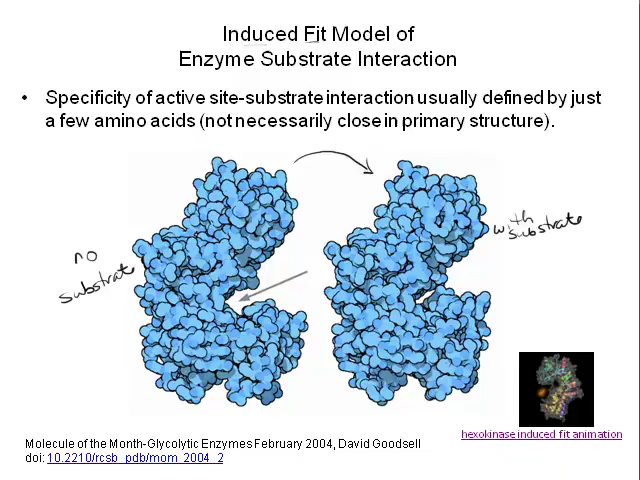 Induced Fit Model of
Enzyme Substrate Interaction
• Specificity of active site-substrate interaction usually defined by just
a few amino acids (not necessarily close in primary structure).
no
substrate
with
substrate
hexokinase induced fit animation
Molecule of the Month-Glycolytic Enzymes February 2004, David Goodsell
doi: 10.2210/rcsb_pdb/mom_2004_2